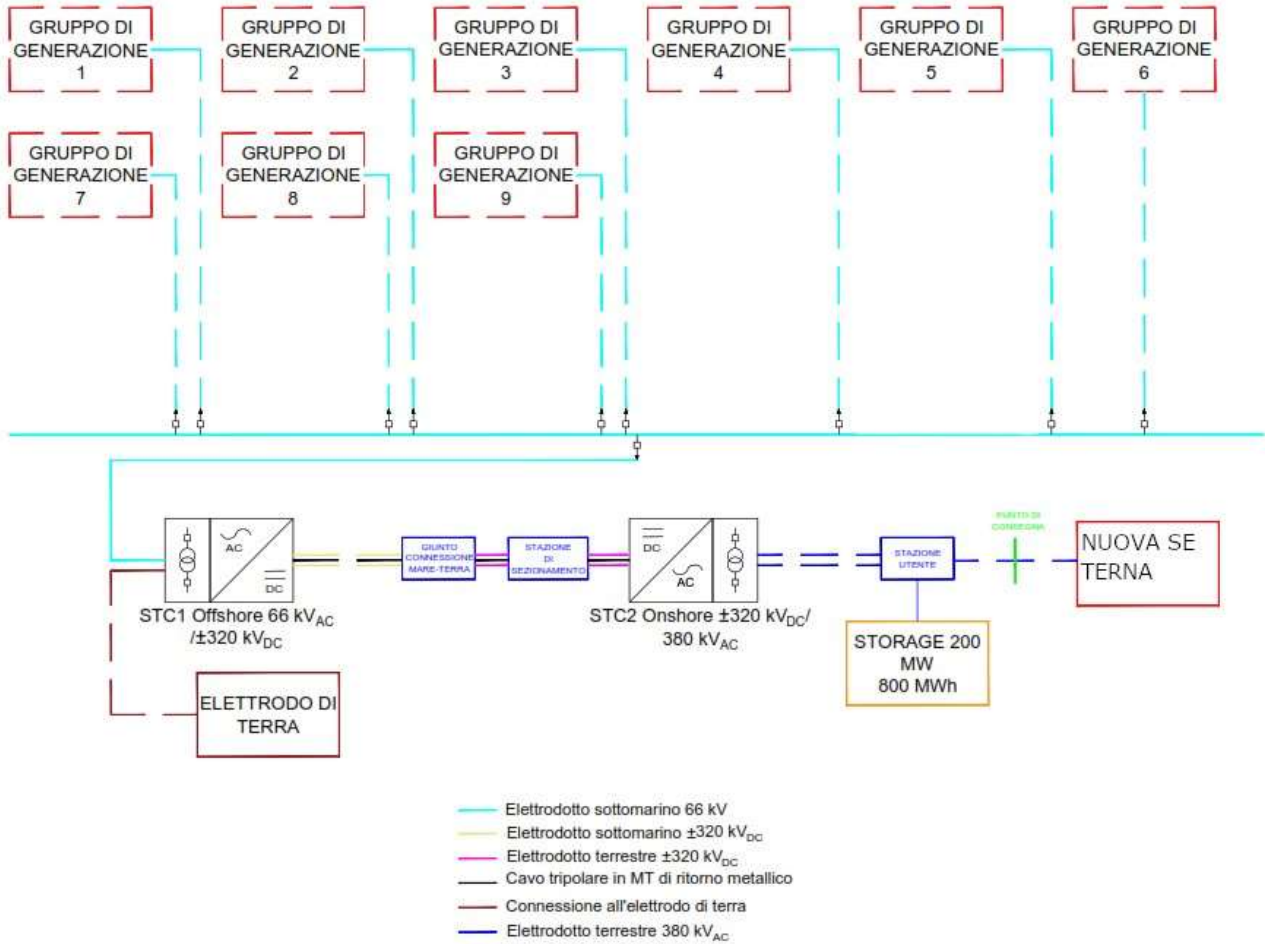 GRUPPO DI
GENERAZIONE
1
GRUPPO DI
GENERAZIONE
2
GRUPPO DI
GENERAZIONE
3
GRUPPO DI
GENERAZIONE
4
GRUPPO DI
GENERAZIONE
5
GRUPPO DI
GENERAZIONE
6
GRUPPO DI
GENERAZIONE
7
GRUPPO DI
GENERAZIONE
8
GRUPPO DI
GENERAZIONE
9
AC
DC
STC1 Offshore 66 kVAC
/±320 kVDC
GIUNTO
CONNESSIONE
MARE-TERRA
STAZIONE
DI
SEZIONAMENTO
DC
AC
STC2 Onshore ±320 kVDC/
380 kVAC
STAZIONE
UTENTE
PUNTO DI
CONSEGNA
NUOVA SE
TERNA
STORAGE 200
MW
800 MWh
ELETTRODO DI
TERRA
Elettrodotto sottomarino 66 kV
Elettrodotto sottomarino ±320 kVDC
Elettrodotto terrestre ±320 kVDC
Cavo tripolare in MT di ritorno metallico
Connessione all'elettrodo di terra
Elettrodotto terrestre 380 kVAC